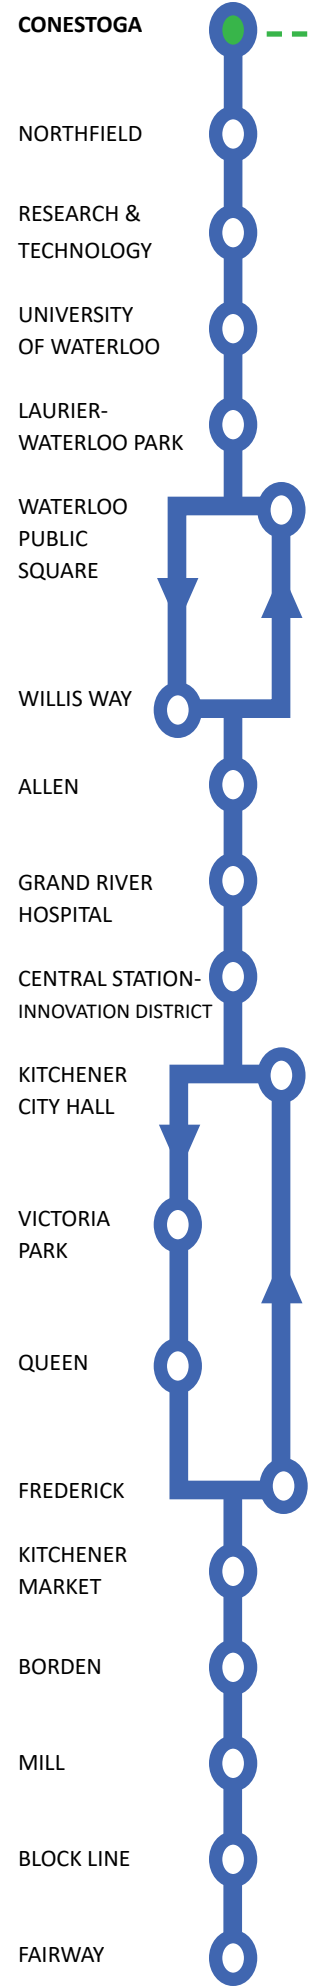 CONESTOGA
NORTHFIELD
RESEARCH &
TECHNOLOGY
UNIVERSITY
OF WATERLOO
LAURIER-
WATERLOO PARK
WATERLOO
PUBLIC
SQUARE
WILLIS WAY
ALLEN
GRAND RIVER
HOSPITAL
CENTRAL STATION-
INNOVATION DISTRICT
KITCHENER
CITY HALL
VICTORIA
PARK
QUEEN
FREDERICK
KITCHENER
MARKET
BORDEN
MILL
BLOCK LINE
FAIRWAY